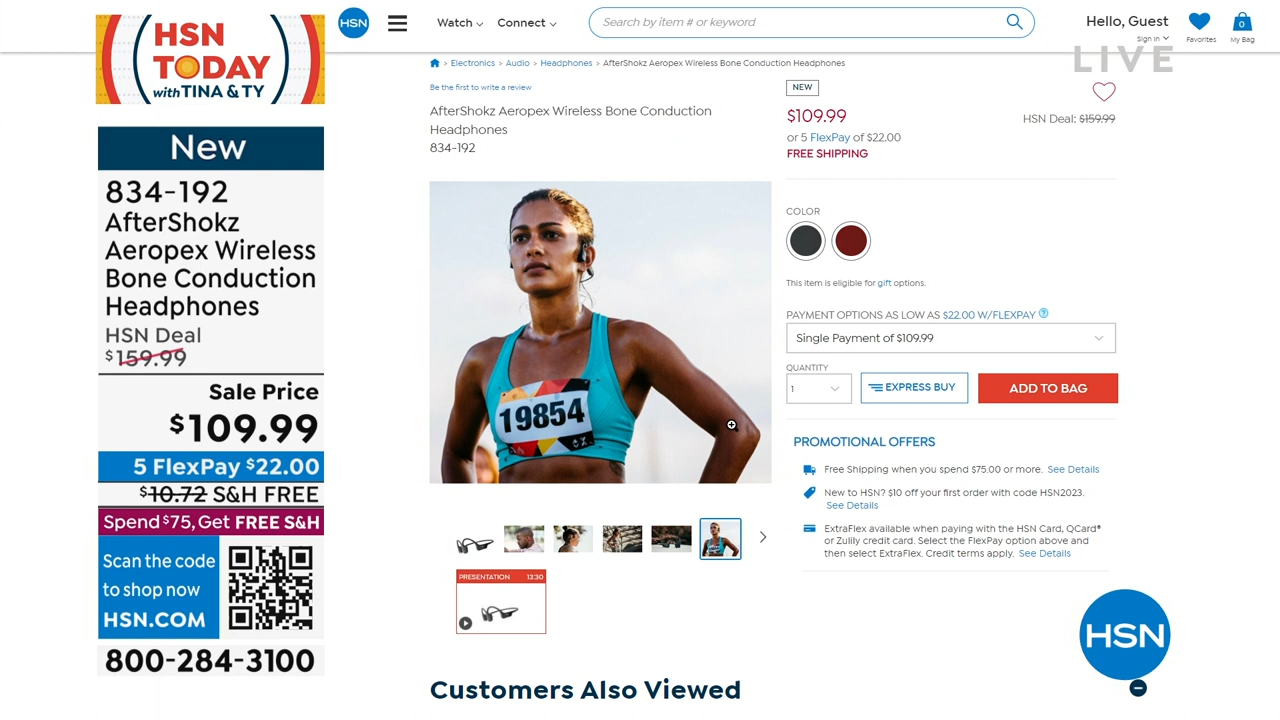 HSN
TODAY
with TINA & TY
New
834-192
AfterShokz
Aeropex Wireless
Bone Conduction
Headphones
HSN Deal
$159.99
Sale Price
$109.99
5 FlexPay $22.00
$10.72 S&H FREE
Spend $75, Get FREE S&H
Scan the code
to shop now
HSN.COM
800-284-3100
HSN
Watch
Connect
Search by item # or keyword
Hello, Guest
Sign In
Favorites
0
My Bag
LIVE
Electronics > Audio > Headphones > AfterShokz Aeropex Wireless Bone Conduction Headphones
Be the first to write a review
AfterShokz Aeropex Wireless Bone Conduction
Headphones
834-192
19854
PRESENTATION 13:30
NEW
$109.99
HSN Deal: $159.99
or 5 FlexPay of $22.00
FREE SHIPPING
COLOR
This item is eligible for gift options.
PAYMENT OPTIONS AS LOW AS $22.00 W/FLEXPAY ?
Single Payment of $109.99
QUANTITY
1
EXPRESS BUY
ADD TO BAG
PROMOTIONAL OFFERS
Free Shipping when you spend $75.00 or more. See Details
New to HSN? $10 off your first order with code HSN2023.
See Details
ExtraFlex available when paying with the HSN Card, QCard®
or Zulily credit card. Select the FlexPay option above and
then select ExtraFlex. Credit terms apply. See Details
HSN
Customers Also Viewed